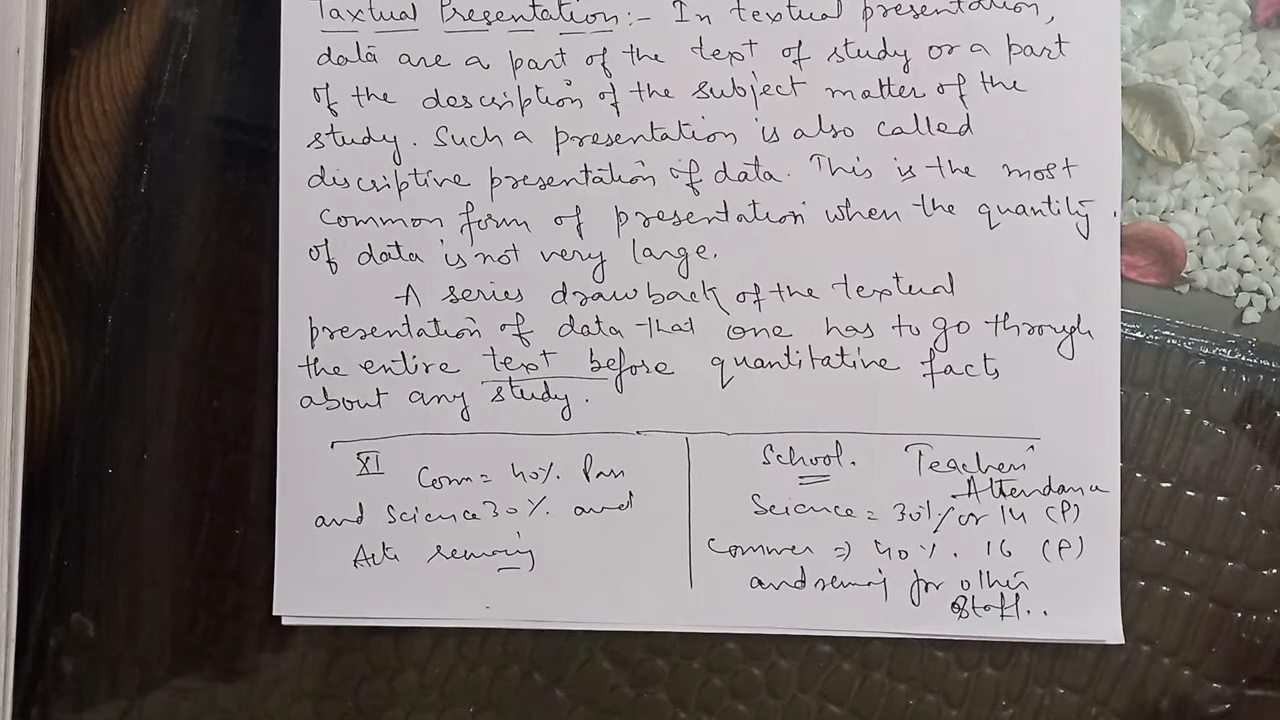 Taxtual Presentation:- In textual presentation,
data are a part of the text of study or a part
of the description of the subject matter of the
study. Such a presentation is also called
discriptive presentation of data. This is the most
common form of presentation when the quantity
of data is not very large.
A series drawback of the textual
presentation of data that one has to go through
the entire text before quantitative facts
about any study.
XI Com = 40%. Pass
and Science 30%. and
Arts
School. Teachers
Attendance
Science = 30% or 14 (P)
Commer => 40%. 16 (P)
and for other
Staff..